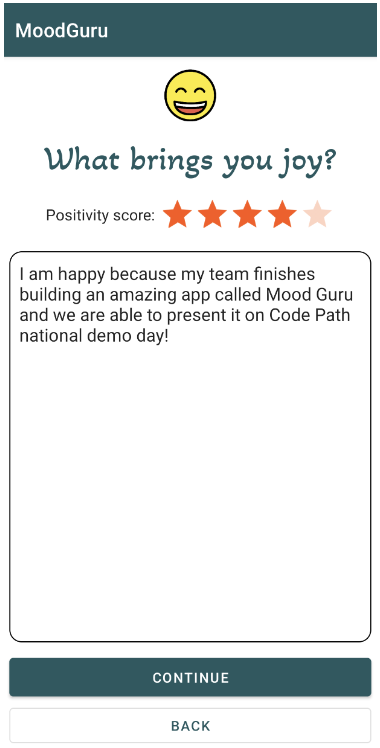 MoodGuru
What brings you joy?
Positivity score:
I am happy because my team finishes
building an amazing app called Mood Guru
and we are able to present it on Code Path
national demo day!
CONTINUE
BACK